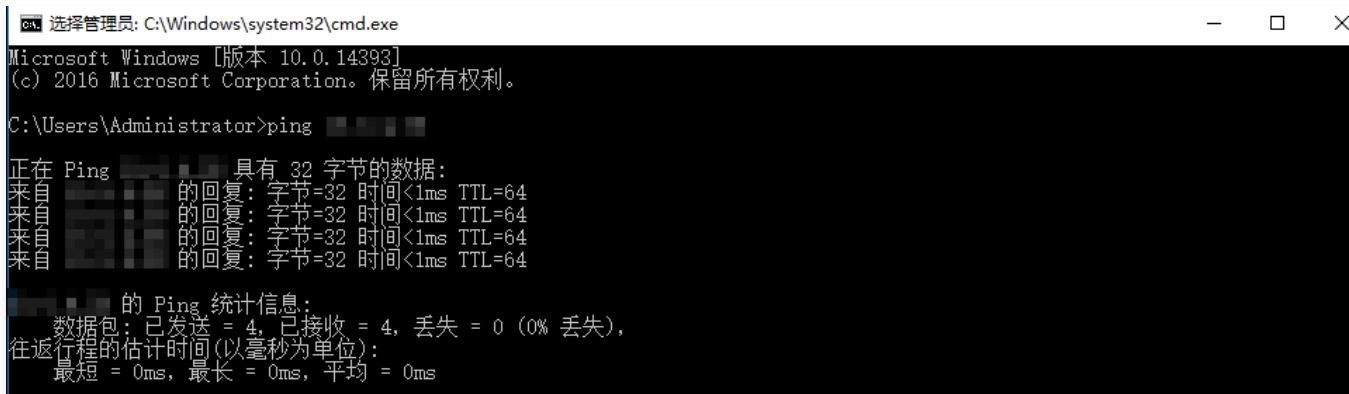 选择管理员: C:\Windows\system32\cmd.exe
Microsoft Windows [版本 10.0.14393]
(c) 2016 Microsoft Corporation。保留所有权利。
C:\Users\Administrator>ping
正在 Ping 具有 32 字节的数据:
来自 的回复: 字节=32 时间<1ms TTL=64
来自 的回复: 字节=32 时间<1ms TTL=64
来自 的回复: 字节=32 时间<1ms TTL=64
来自 的回复: 字节=32 时间<1ms TTL=64
的 Ping 统计信息:
数据包: 已发送 = 4, 已接收 = 4, 丢失 = 0 (0% 丢失),
往返行程的估计时间(以毫秒为单位):
最短 = 0ms, 最长 = 0ms, 平均 = 0ms